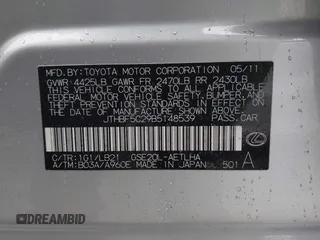 MFD. BY: TOYOTA MOTOR CORPORATION 05/11
GVWR: 4425LB GAWR FR 2470LB RR 2430LB
THIS VEHICLE CONFORMS TO ALL APPLICABLE
FEDERAL MOTOR VEHICLE SAFETY, BUMPER, AND
THEFT PREVENTION STANDARDS IN EFFECT ON
THE DATE OF MANUFACTURE SHOWN ABOVE.
JTHBF5C29B5148539 PASS.CAR
C/TR: 1G1/LB21 GSE20L-AETLHA
A/TM: B03A/A960E MADE IN JAPAN 501 A
DREAMBID